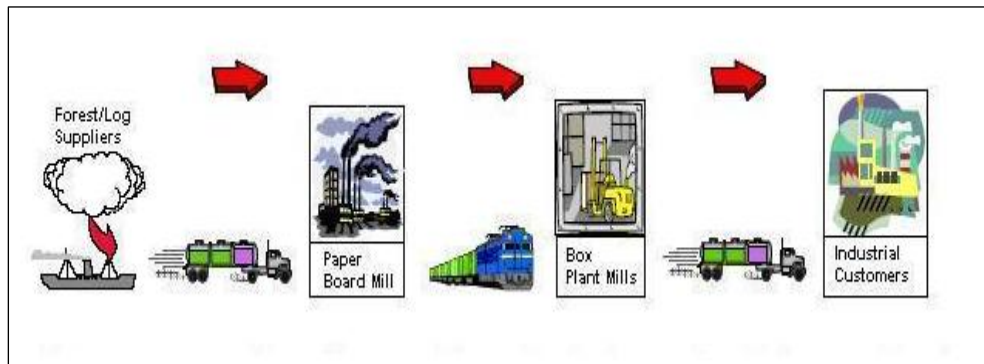 Forest/Log
Suppliers
Paper
Board Mill
Box
Plant Mills
Industrial
Customers